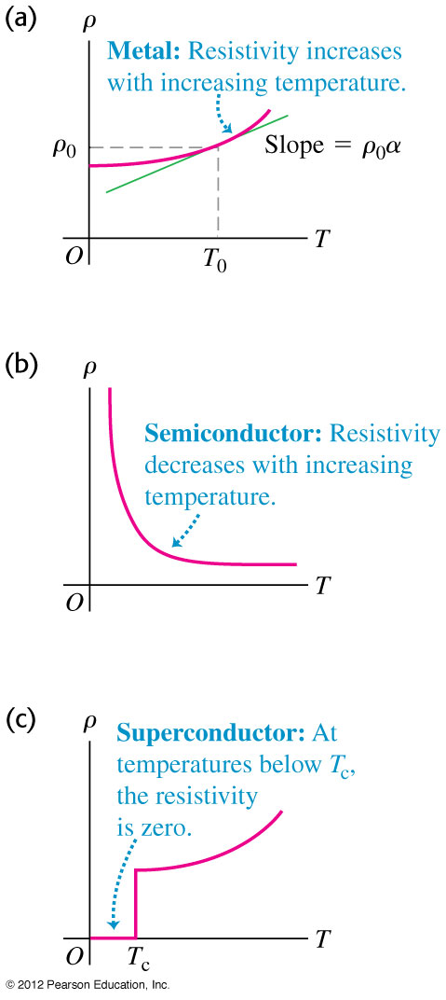 (a)
ρ
Metal: Resistivity increases
with increasing temperature.
ρ0
Slope = ρ0α
O
T0
T
(b)
ρ
Semiconductor: Resistivity
decreases with increasing
temperature.
O
T
(c)
ρ
Superconductor: At
temperatures below Tc,
the resistivity
is zero.
O
Tc
T
© 2012 Pearson Education, Inc.